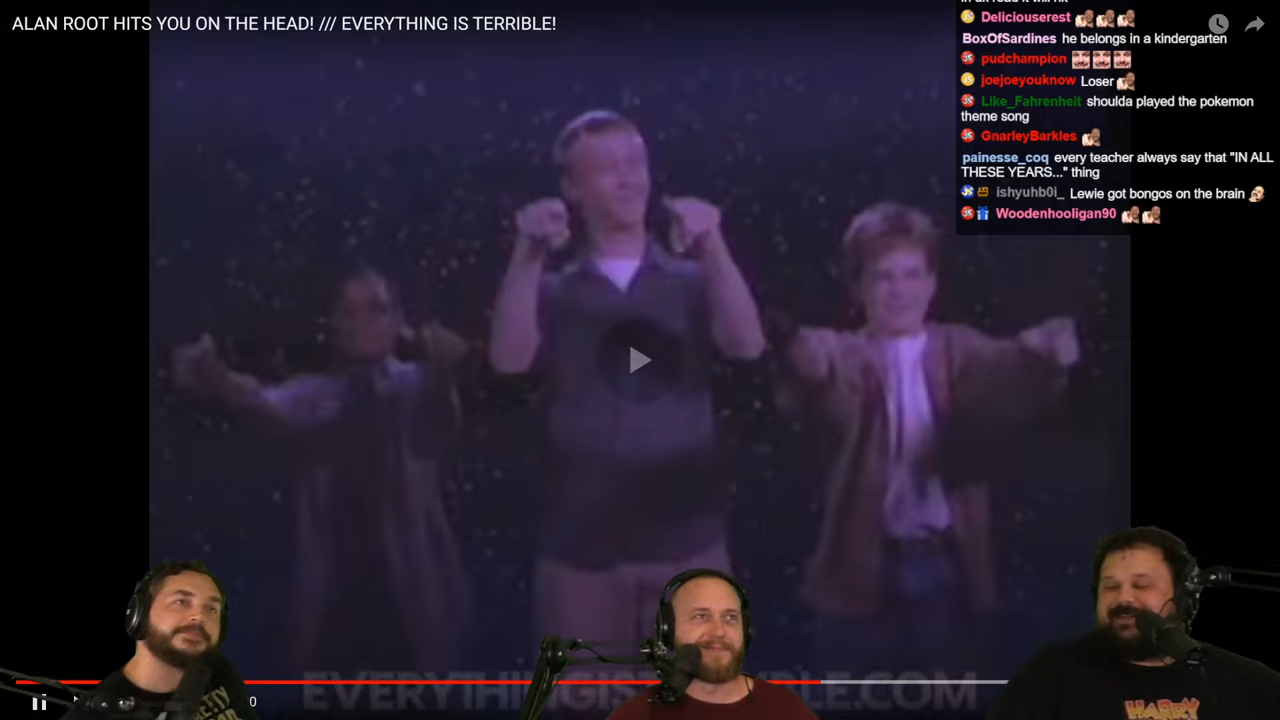 ALAN ROOT HITS YOU ON THE HEAD! /// EVERYTHING IS TERRIBLE!
Deliciouserest
BoxOfSardines he belongs in a kindergarten
pudchampion
joejoeyouknow Loser
Like_Fahrenheit shoulda played the pokemon
theme song
GnarleyBarkles
painesse_coq every teacher always say that "IN ALL
THESE YEARS..." thing
ishyuhb0i_ Lewie got bongos on the brain
Woodenhooligan90
0
HARRY